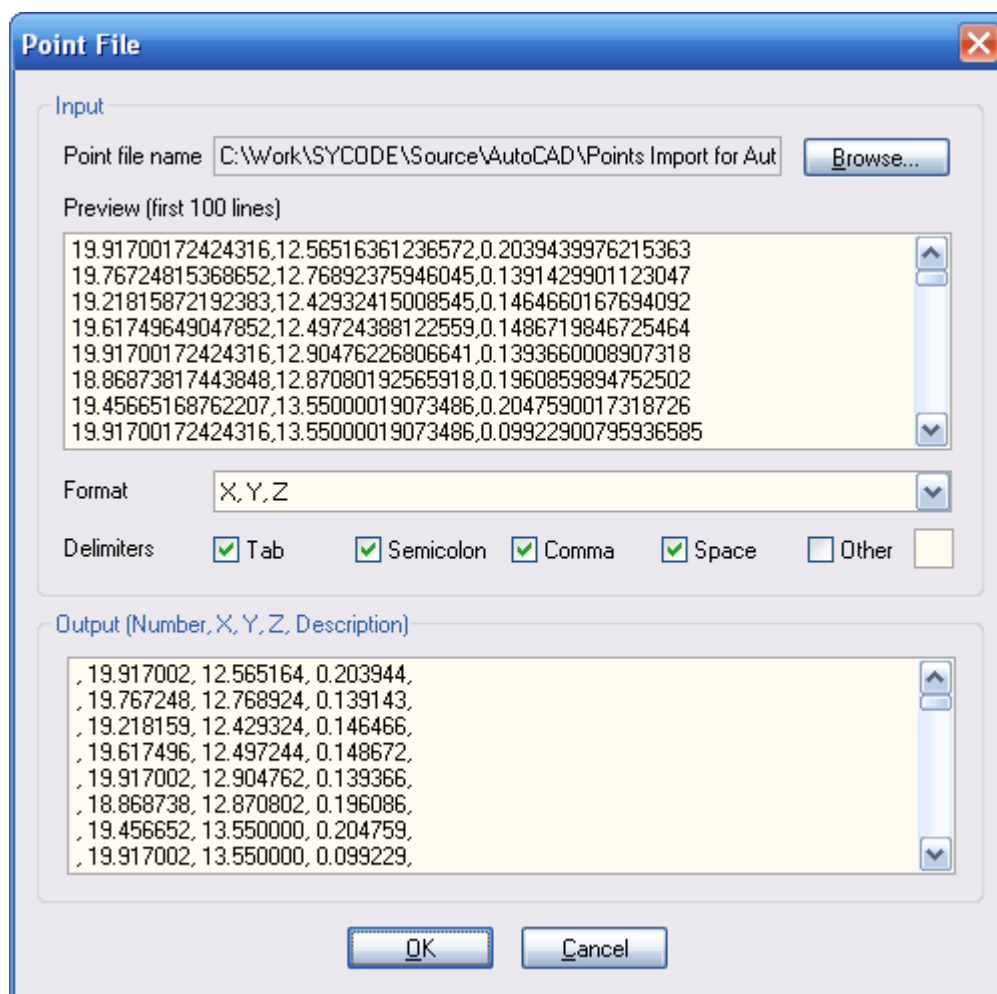 Point File
Input
Point file name C:\Work\SYCODE\Source\AutoCAD\Points Import for Aut Browse...
Preview (first 100 lines)
19.91700172424316,12.56516361236572,0.2039439976215363
19.76724815368652,12.76892375946045,0.1391429901123047
19.21815872192383,12.42932415008545,0.1464660167694092
19.61749649047852,12.49724388122559,0.1486719846725464
19.91700172424316,12.90476226806641,0.1393660008907318
18.86873817443848,12.87080192565918,0.1960859894752502
19.45665168762207,13.55000019073486,0.2047590017318726
19.91700172424316,13.55000019073486,0.09922900795936585
Format X, Y, Z
Delimiters Tab Semicolon Comma Space Other
Output (Number, X, Y, Z, Description)
, 19.917002, 12.565164, 0.203944,
, 19.767248, 12.768924, 0.139143,
, 19.218159, 12.429324, 0.146466,
, 19.617496, 12.497244, 0.148672,
, 19.917002, 12.904762, 0.139366,
, 18.868738, 12.870802, 0.196086,
, 19.456652, 13.550000, 0.204759,
, 19.917002, 13.550000, 0.099229,
OK Cancel